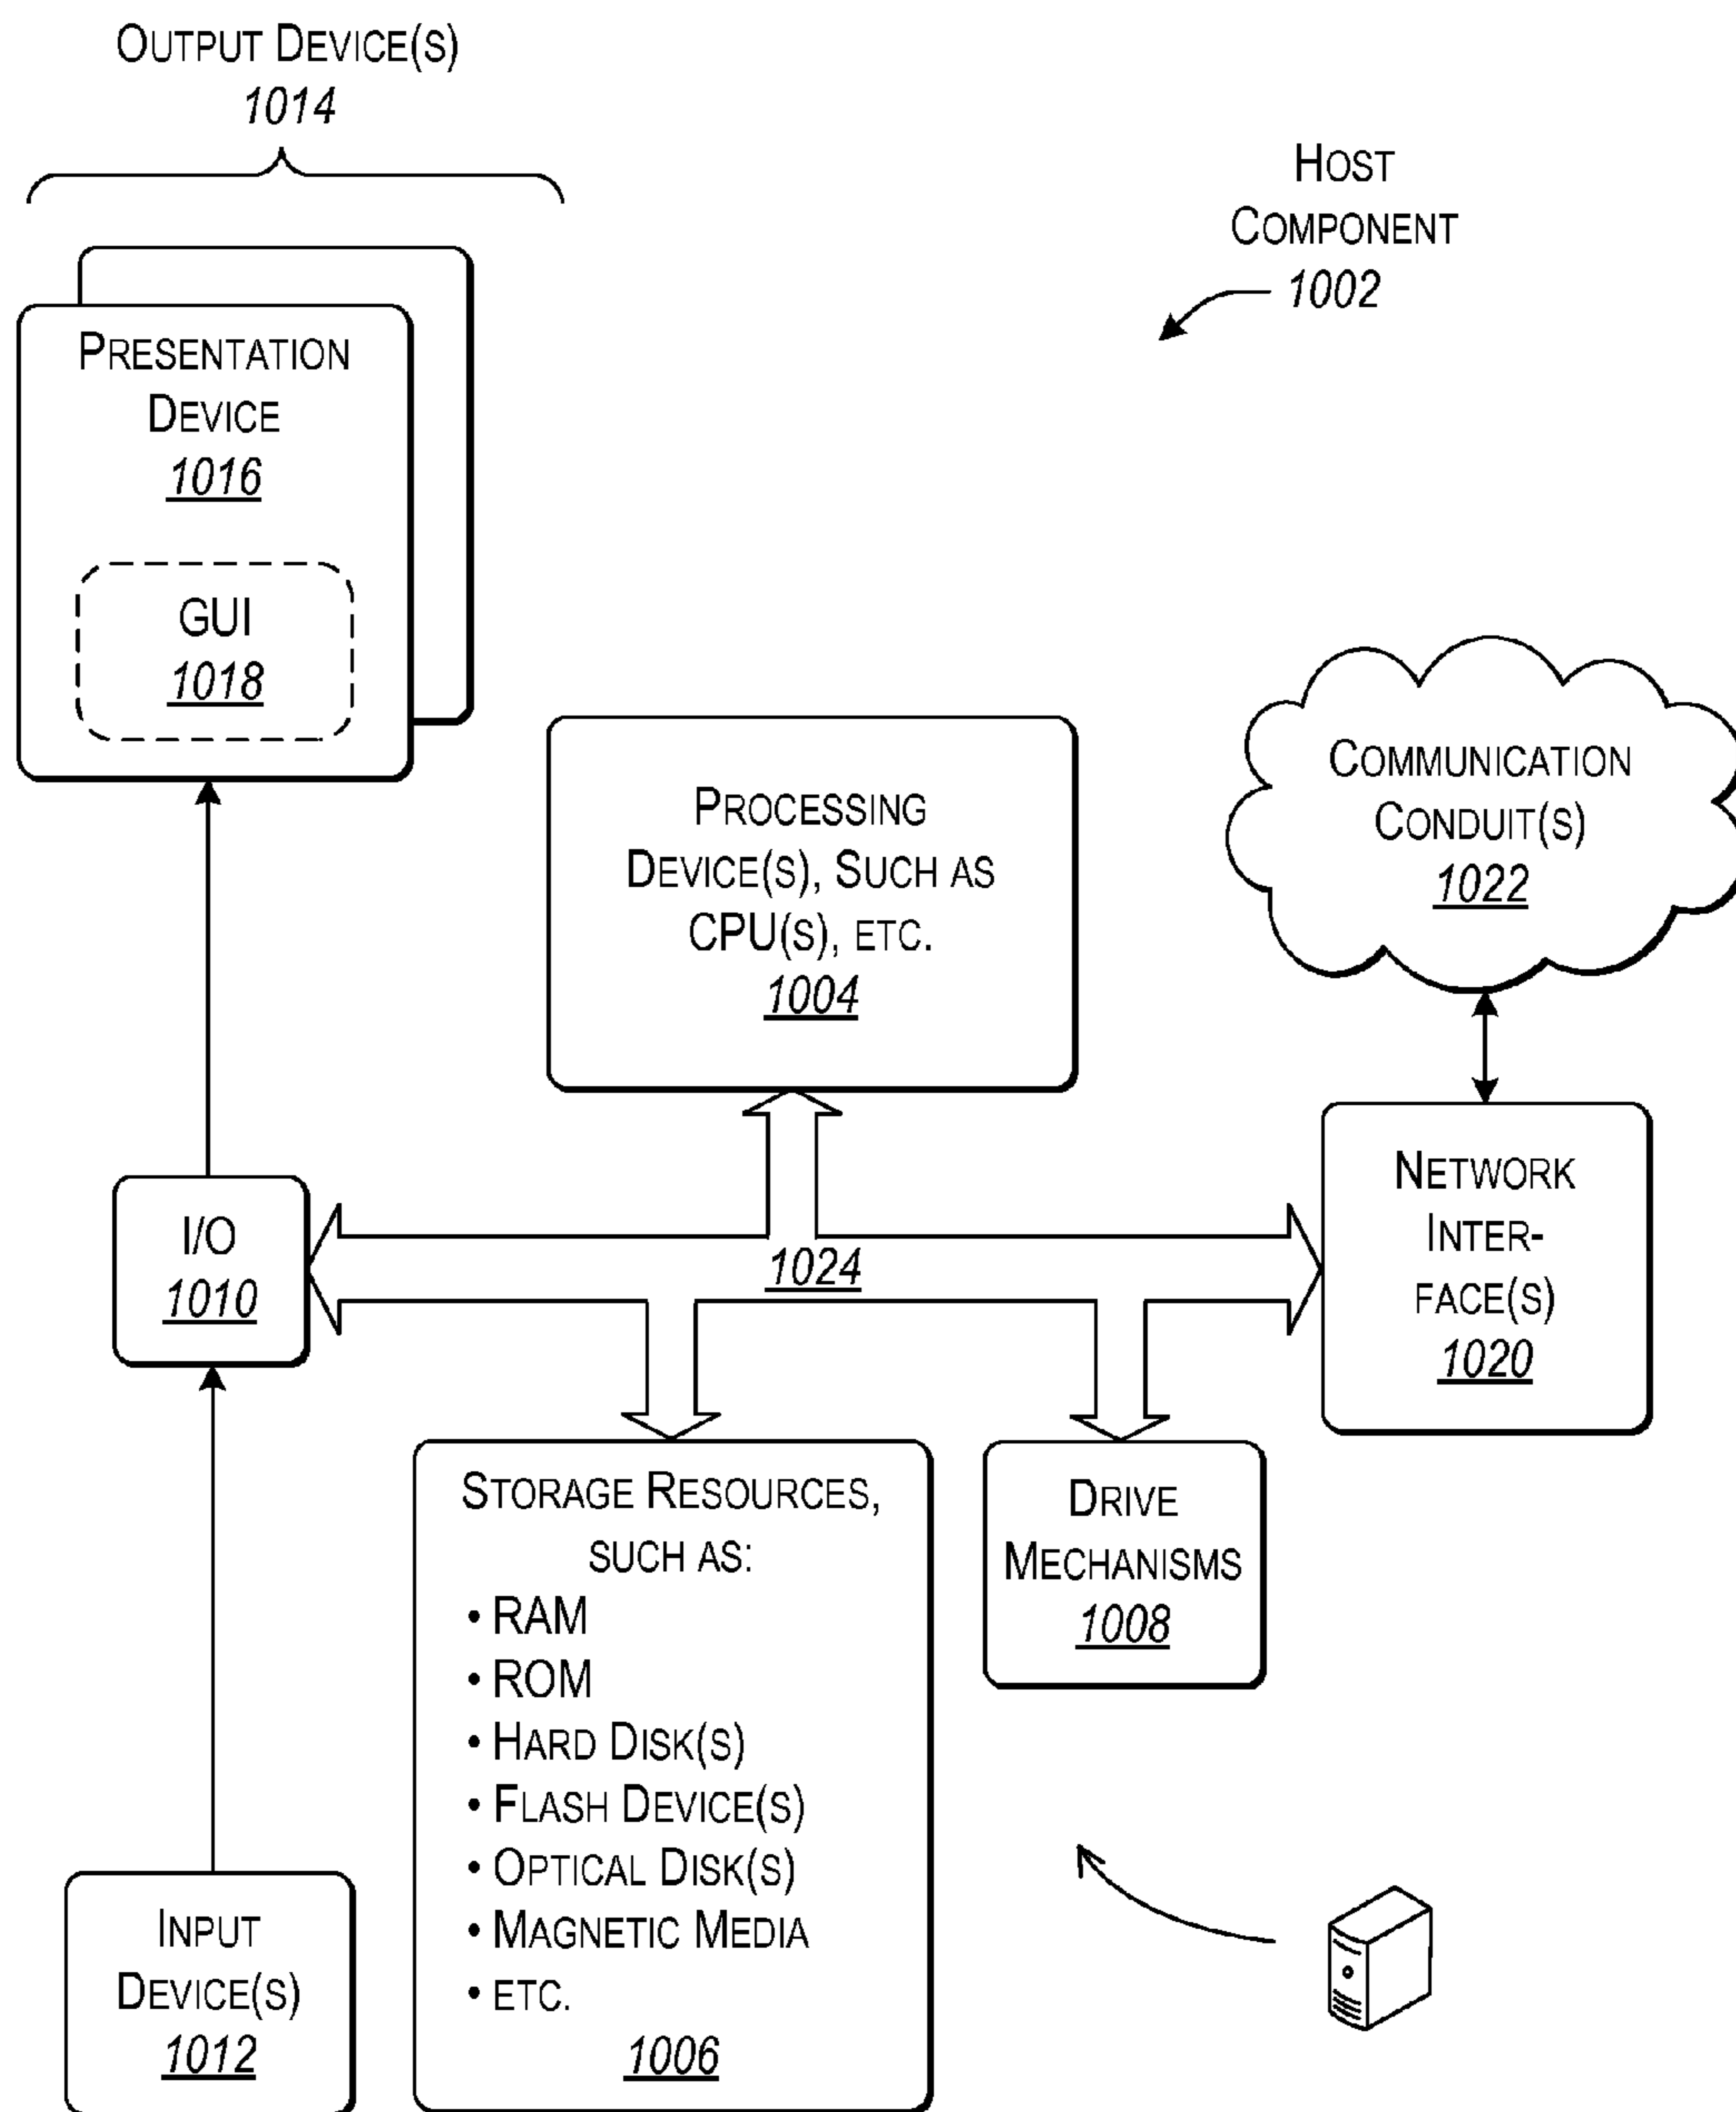 OUTPUT DEVICE(S)
1014
HOST
COMPONENT
1002
PRESENTATION
DEVICE
1016
GUI
1018
PROCESSING
DEVICE(S), SUCH AS
CPU(S), ETC.
1004
COMMUNICATION
CONDUIT(S)
1022
I/O
1010
1024
NETWORK
INTER-
FACE(S)
1020
STORAGE RESOURCES,
SUCH AS:
• RAM
• ROM
• HARD DISK(S)
• FLASH DEVICE(S)
• OPTICAL DISK(S)
• MAGNETIC MEDIA
• ETC.
1006
DRIVE
MECHANISMS
1008
INPUT
DEVICE(S)
1012